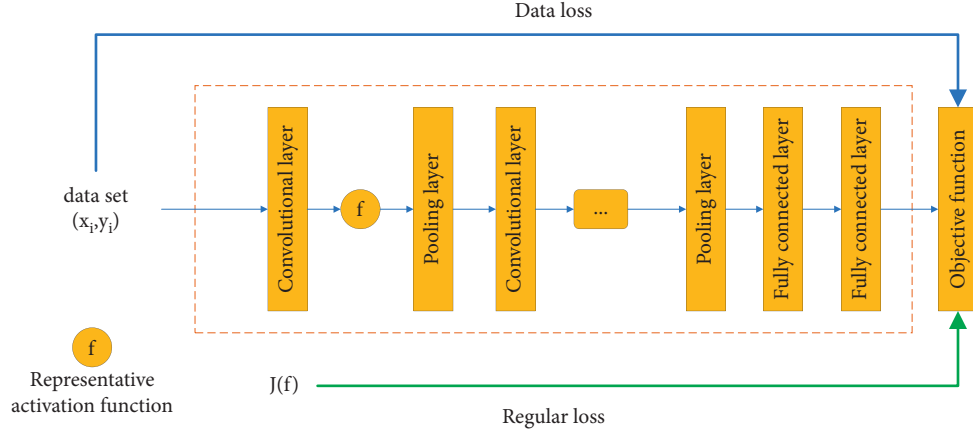 Data loss
data set
(xᵢ,yᵢ)
Convolutional layer
f
Pooling layer
Convolutional layer
...
Pooling layer
Fully connected layer
Fully connected layer
Objective function
f
Representative
activation function
J(f)
Regular loss